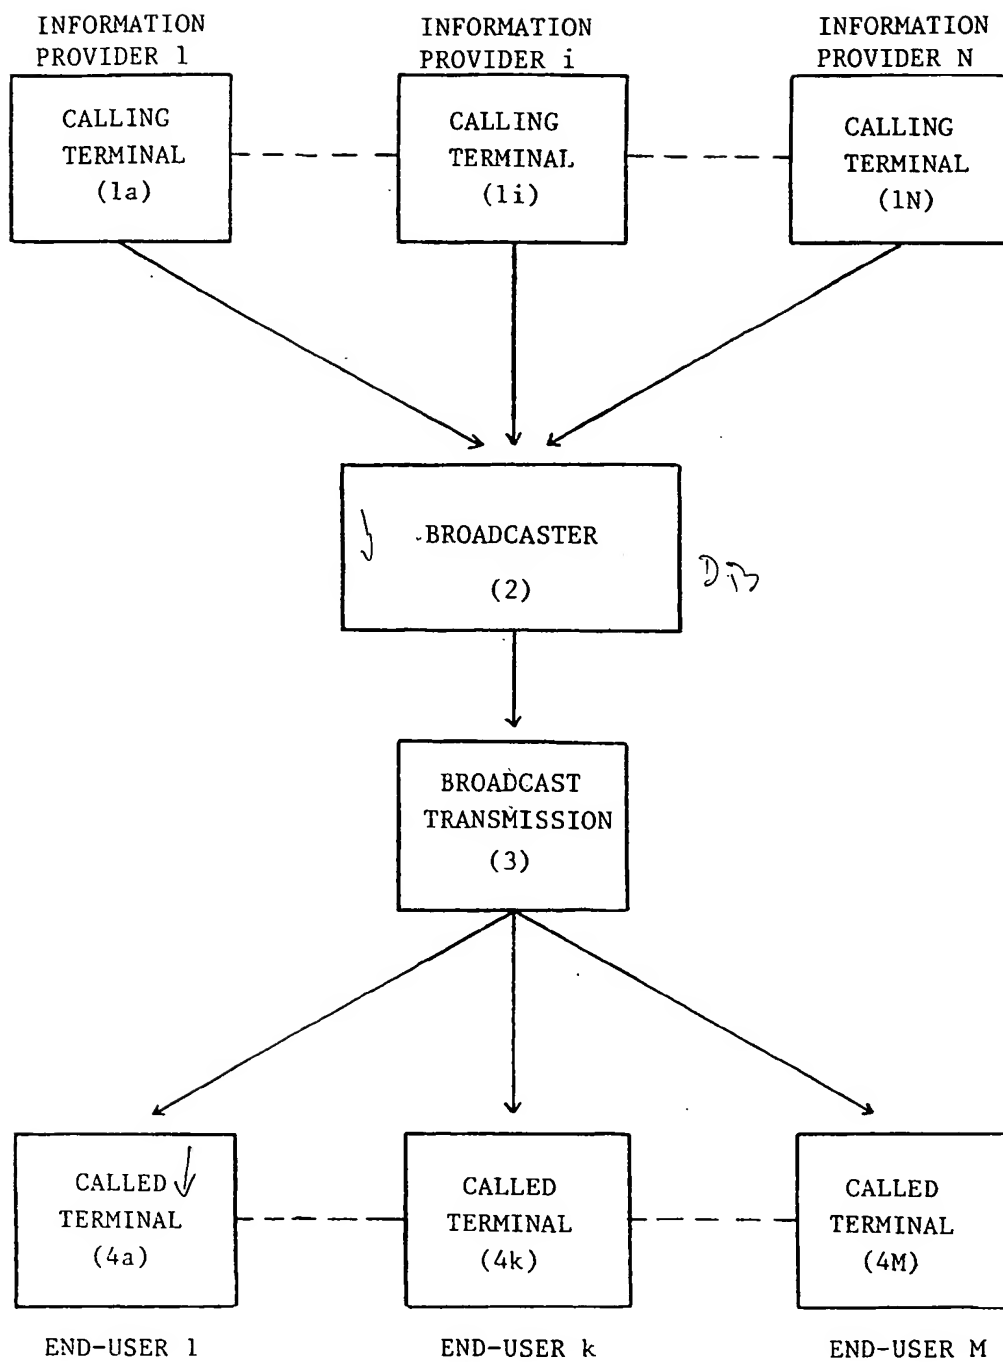 INFORMATION
PROVIDER 1
INFORMATION
PROVIDER i
INFORMATION
PROVIDER N
CALLING
TERMINAL
(1a)
CALLING
TERMINAL
(1i)
CALLING
TERMINAL
(1N)
BROADCASTER
(2)
BROADCAST
TRANSMISSION
(3)
CALLED
TERMINAL
(4a)
CALLED
TERMINAL
(4k)
CALLED
TERMINAL
(4M)
END-USER 1
END-USER k
END-USER M